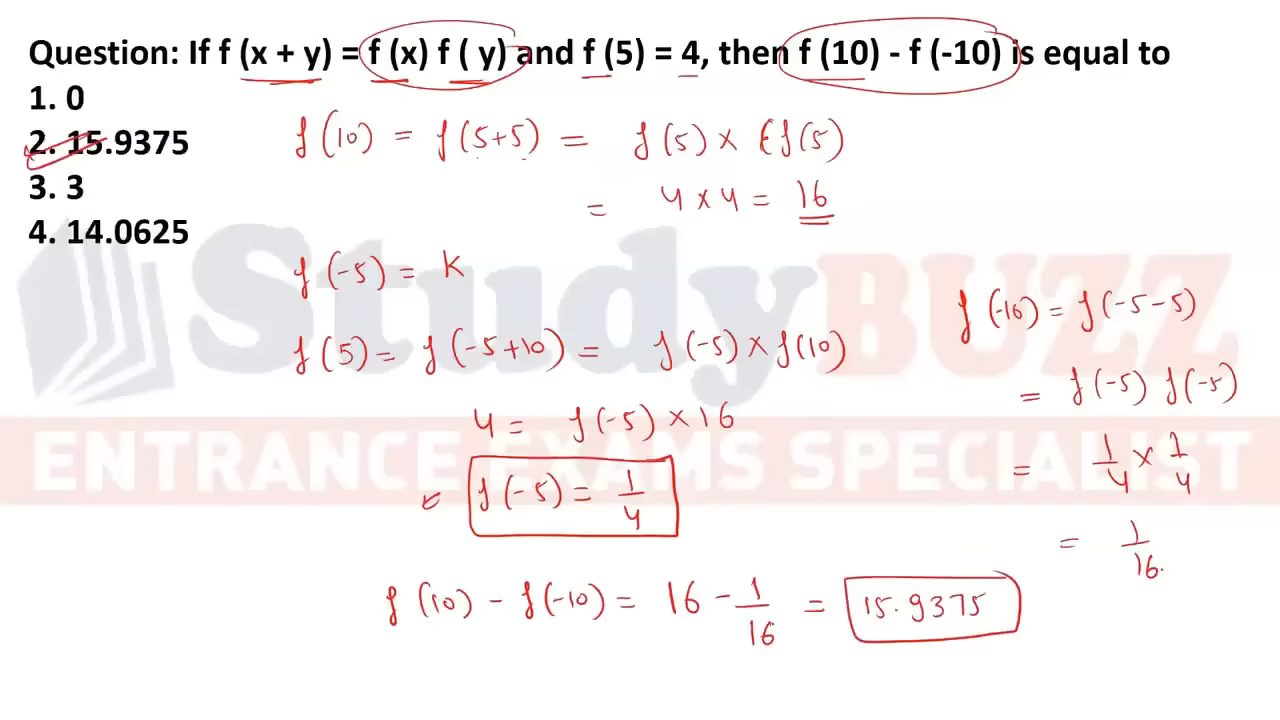 Question: If f (x + y) = f (x) f ( y) and f (5) = 4, then f (10) - f (-10) is equal to
1. 0
2. 15.9375
3. 3
4. 14.0625
f(10) = f(5+5) = f(5) × f(5)
= 4 × 4 = 16
f(-5) = K
f(5) = f(-5+10) = f(-5) × f(10)
4 = f(-5) × 16
f(-5) = 1/4
f(-10) = f(-5-5)
= f(-5) f(-5)
= 1/4 × 1/4
= 1/16
f(10) - f(-10) = 16 - 1/16 = 15.9375
StudyBUZZ
ENTRANCE EXAMS SPECIALIST